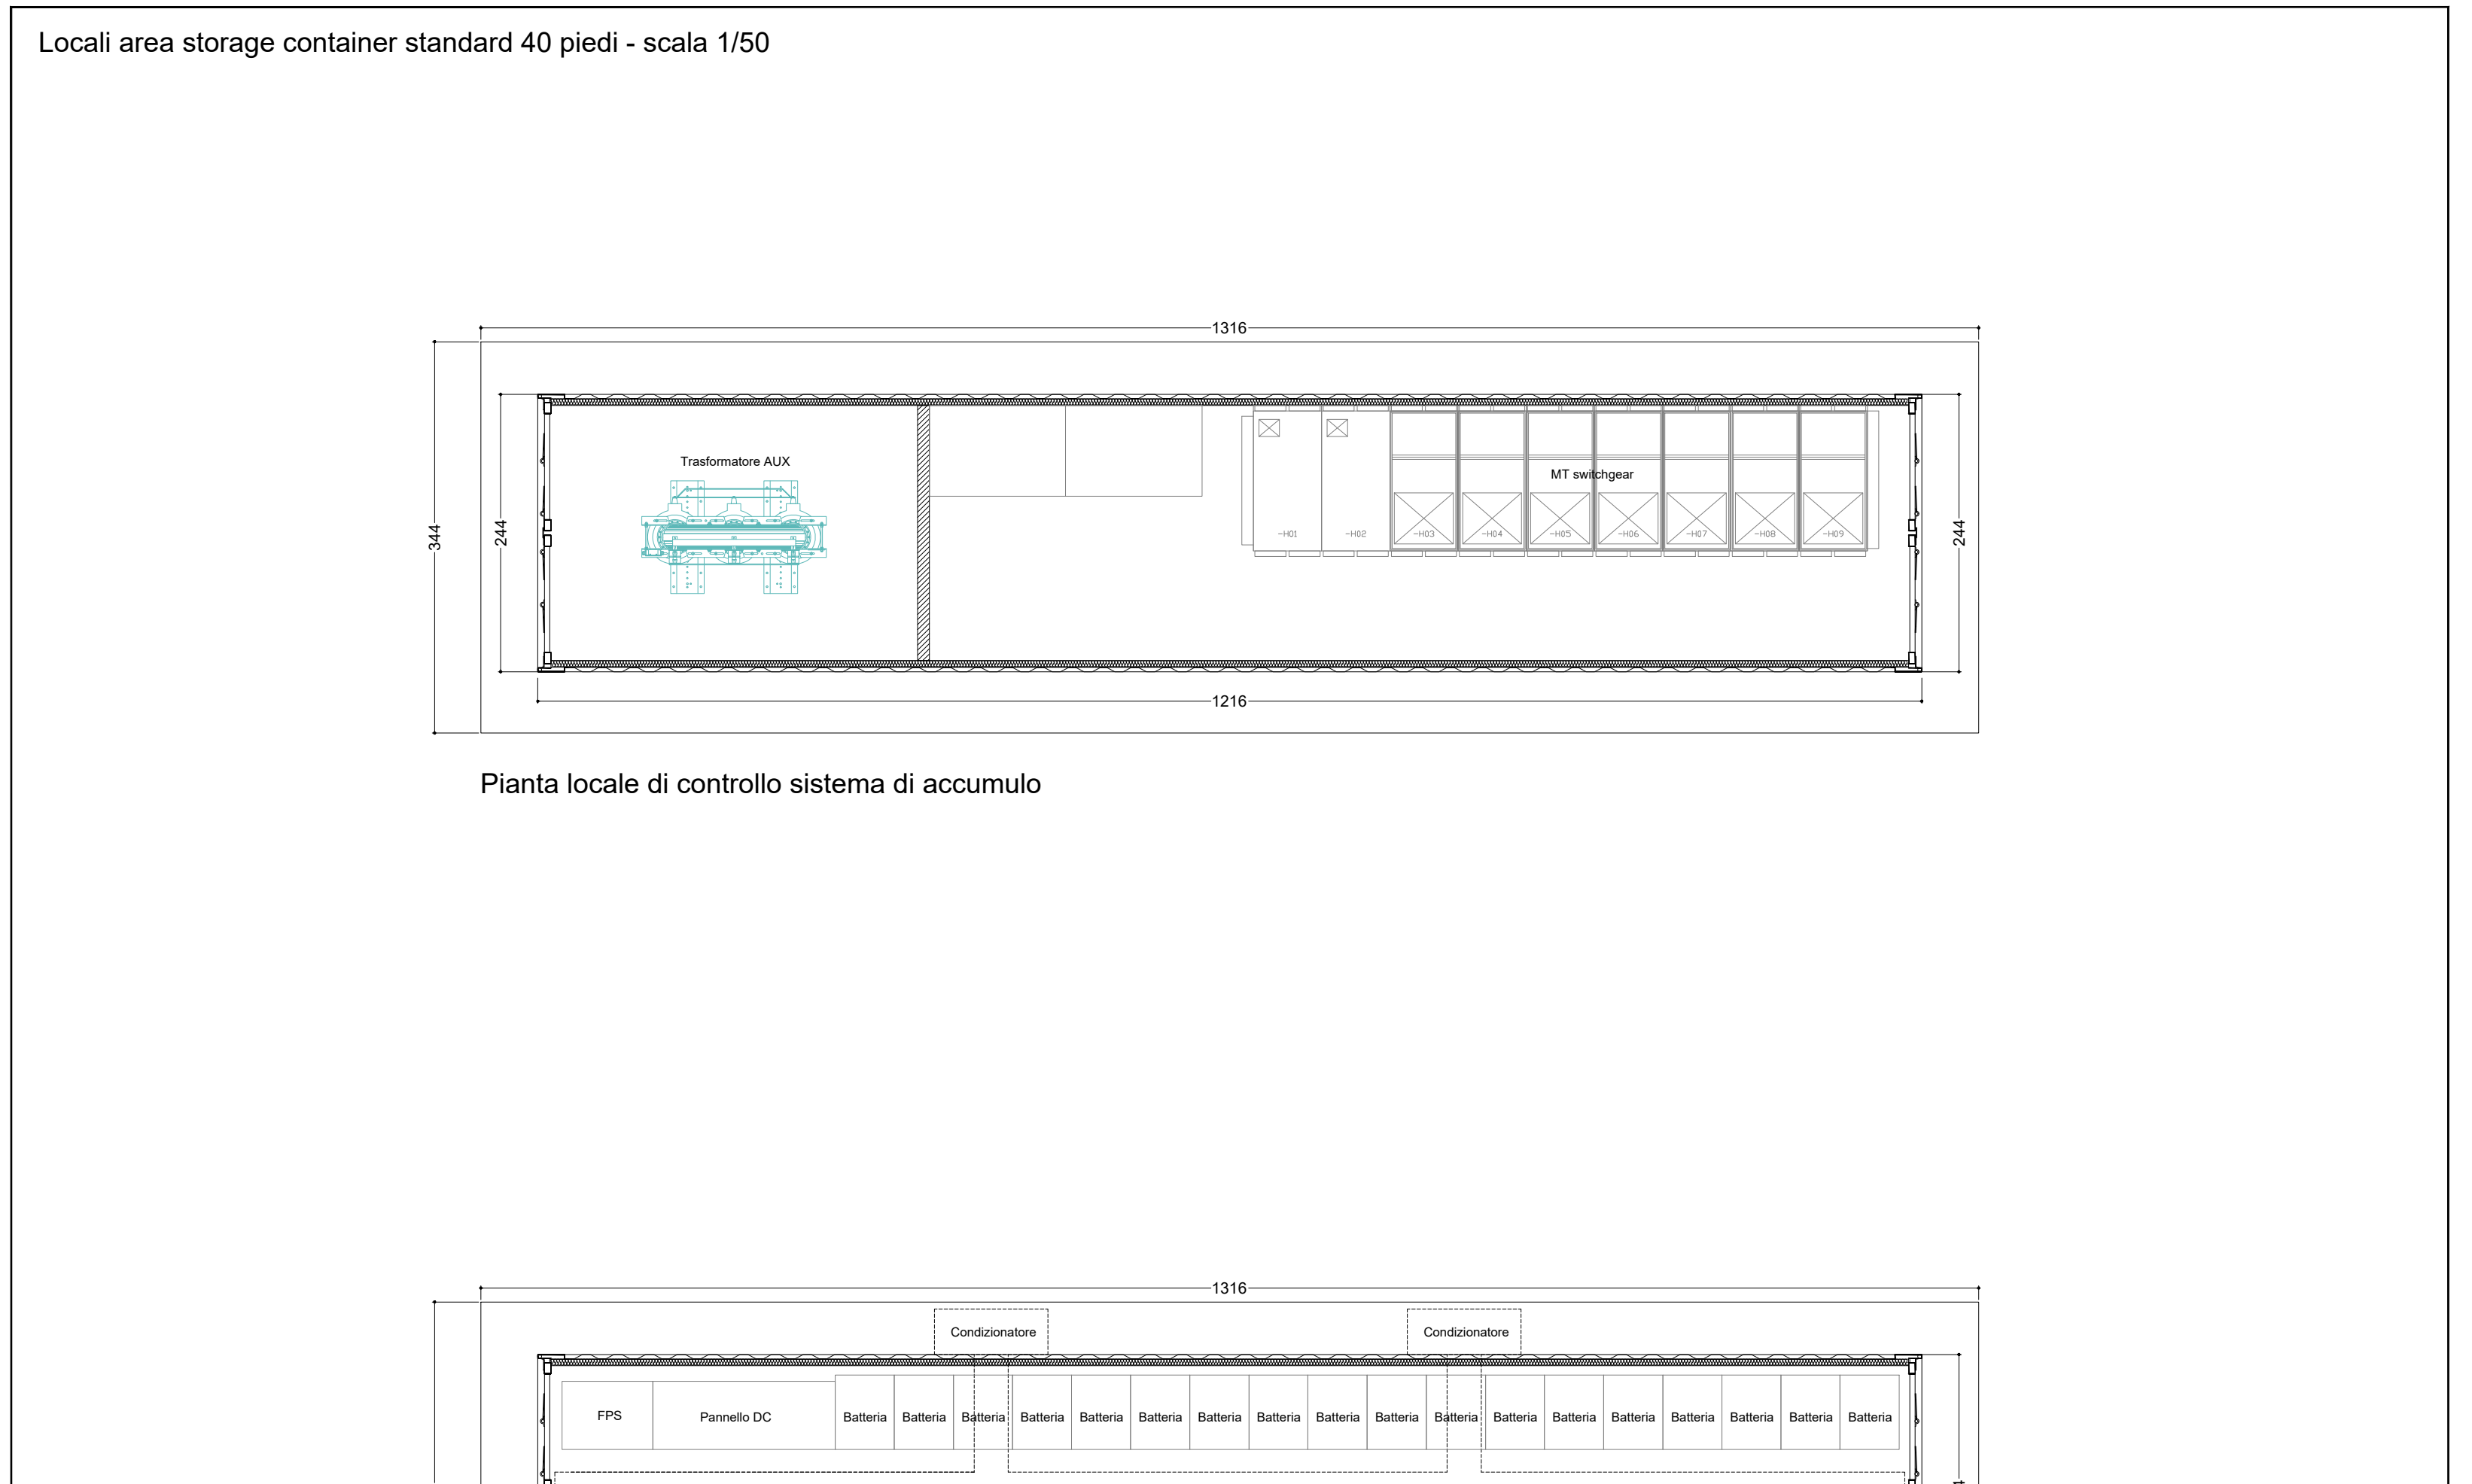 Locali area storage container standard 40 piedi - scala 1/50
1316
344
244
Trasformatore AUX
MT switchgear
-H01 -H02 -H03 -H04 -H05 -H06 -H07 -H08 -H09
244
1216
Pianta locale di controllo sistema di accumulo
1316
Condizionatore Condizionatore
FPS Pannello DC Batteria Batteria Batteria Batteria Batteria Batteria Batteria Batteria Batteria Batteria Batteria Batteria Batteria Batteria Batteria Batteria Batteria Batteria